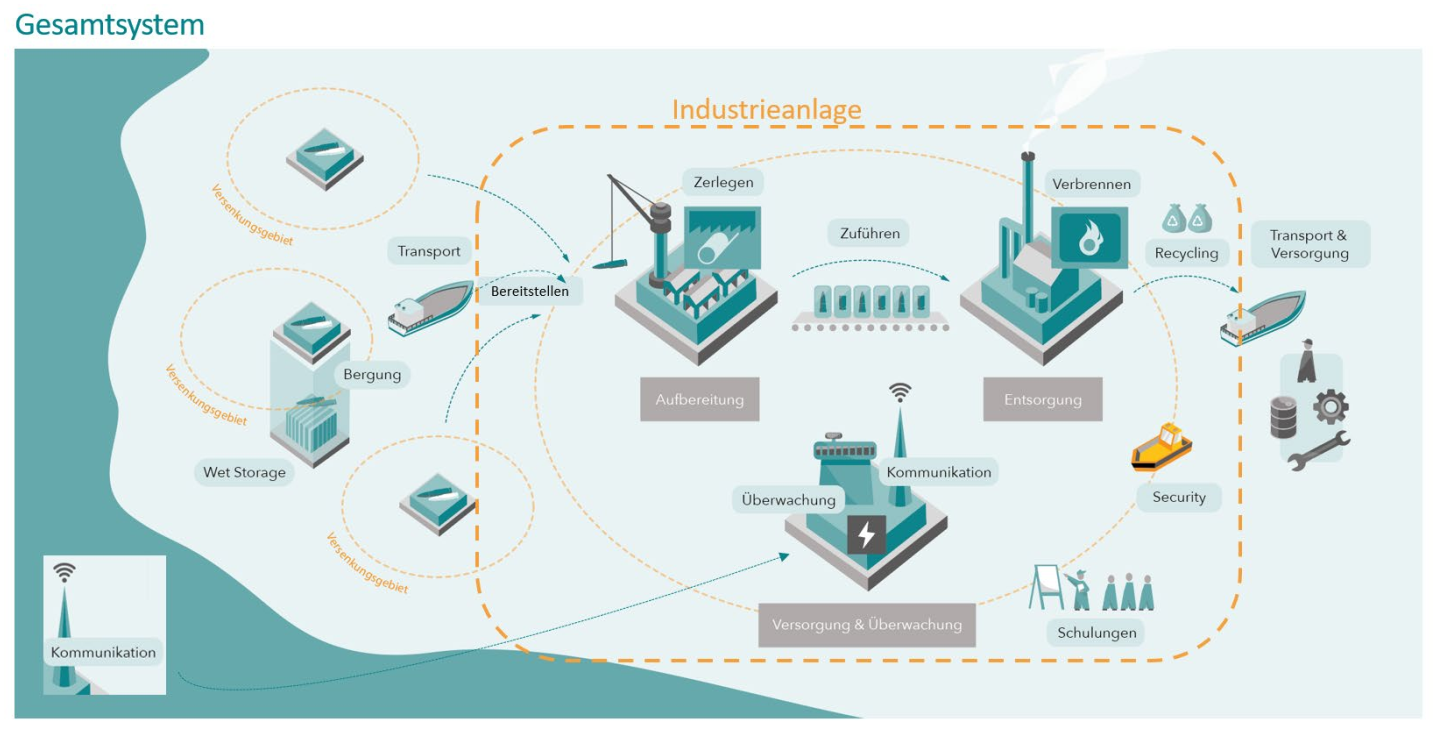 Gesamtsystem
Industrieanlage
Versenkungsgebiet
Transport
Bereitstellen
Zerlegen
Zuführen
Verbrennen
Recycling
Transport &
Versorgung
Versenkungsgebiet
Bergung
Wet Storage
Aufbereitung
Entsorgung
Versenkungsgebiet
Überwachung
Kommunikation
Security
Versorgung & Überwachung
Schulungen
Kommunikation